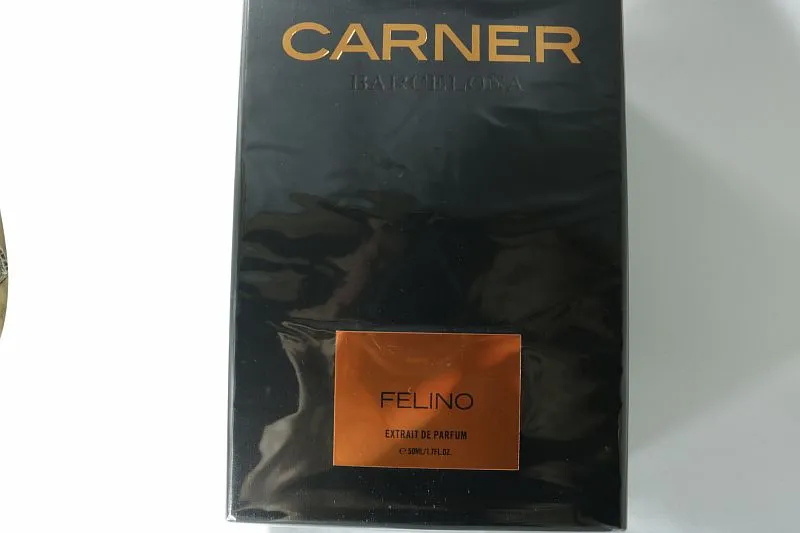 CARNER
BARCELONA
FELINO
EXTRAIT DE PARFUM
℮ 50ML/1.7FL.OZ.